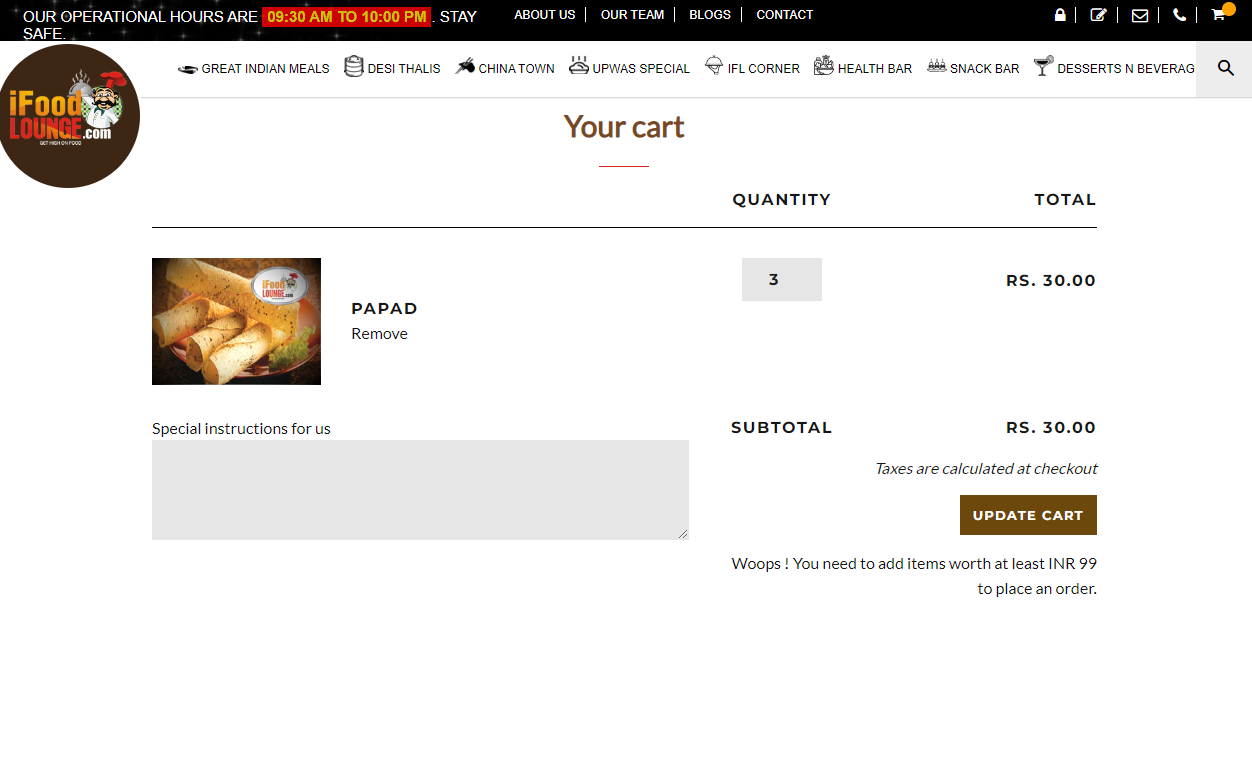 OUR OPERATIONAL HOURS ARE 09:30 AM TO 10:00 PM . STAY
SAFE.
ABOUT US
OUR TEAM
BLOGS
CONTACT
iFood
LOUNGE.com
GET HIGH ON FOOD
GREAT INDIAN MEALS
DESI THALIS
CHINA TOWN
UPWAS SPECIAL
IFL CORNER
HEALTH BAR
SNACK BAR
DESSERTS N BEVERAG
Your cart
QUANTITY
TOTAL
iFood
LOUNGE.com
PAPAD
Remove
3
RS. 30.00
Special instructions for us
SUBTOTAL
RS. 30.00
Taxes are calculated at checkout
UPDATE CART
Woops ! You need to add items worth at least INR 99
to place an order.